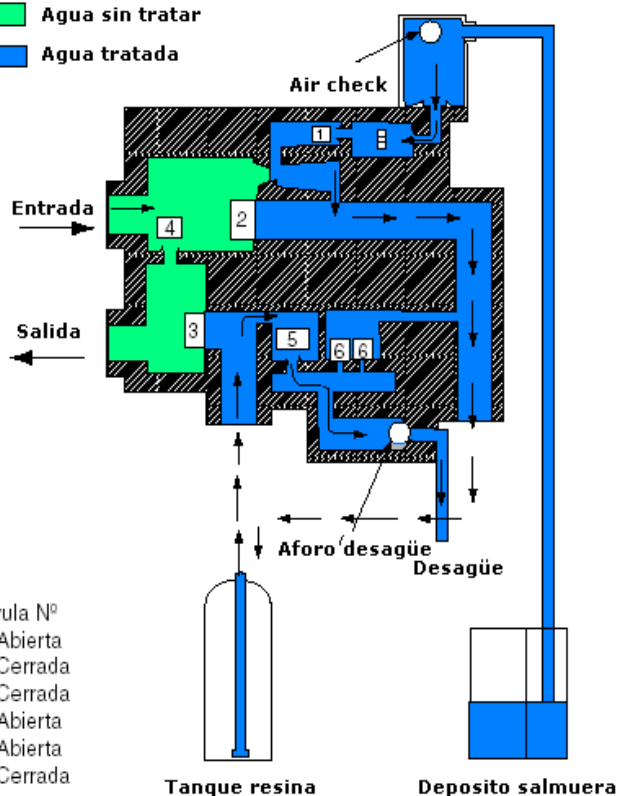 Agua sin tratar
Agua tratada
Air check
1
Entrada
2
4
Salida
3
5
6 6
Aforo desagüe
Desagüe
Nº
Abierta
Cerrada
Cerrada
Abierta
Abierta
Cerrada
Tanque resina
Deposito salmuera